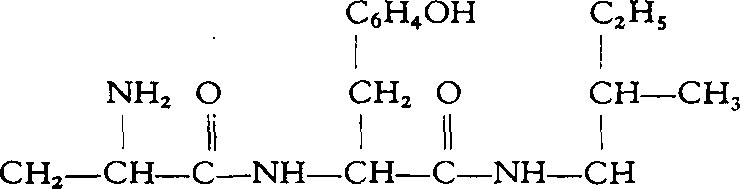 C₆H₄OH C₂H₅
NH₂ O CH₂ O CH—CH₃
CH₂—CH—C—NH—CH—C—NH—CH